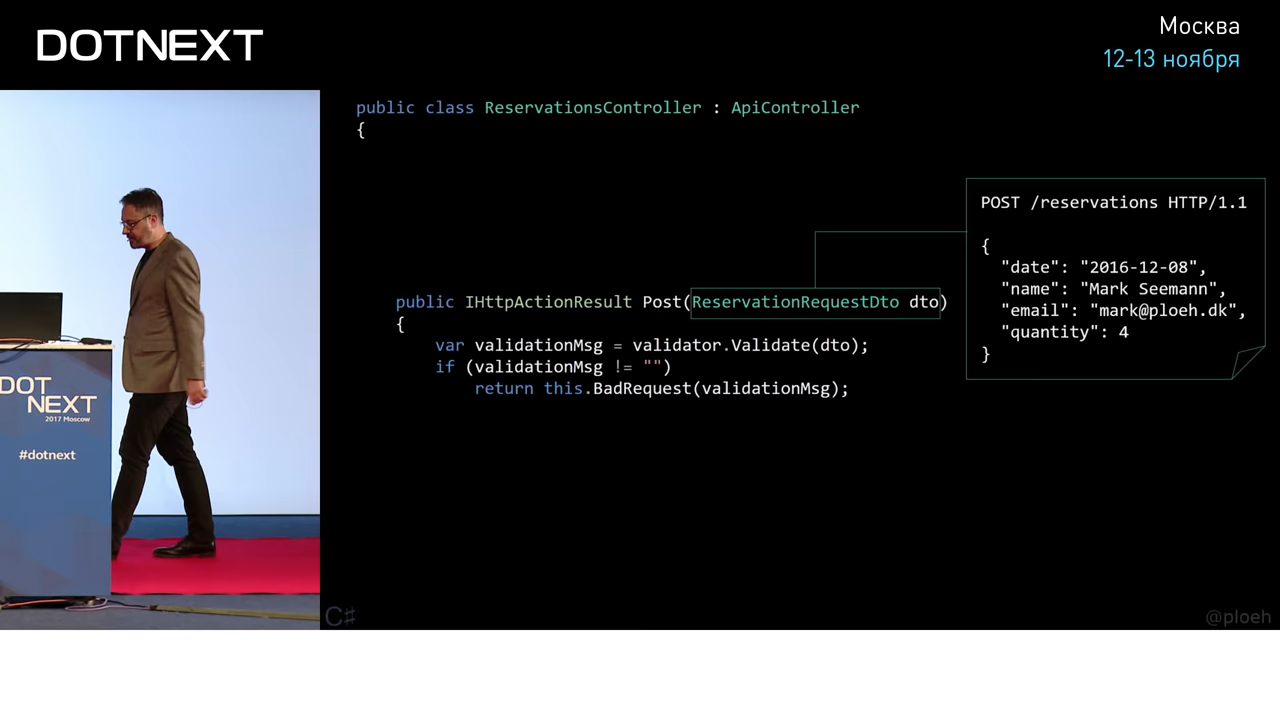 DOTNEXT
Москва
12-13 ноября
DOT
NEXT
2017 Moscow
#dotnext
public class ReservationsController : ApiController
{
public IHttpActionResult Post(ReservationRequestDto dto)
{
var validationMsg = validator.Validate(dto);
if (validationMsg != "")
return this.BadRequest(validationMsg);
POST /reservations HTTP/1.1
{
"date": "2016-12-08",
"name": "Mark Seemann",
"email": "mark@ploeh.dk",
"quantity": 4
}
C#
@ploeh